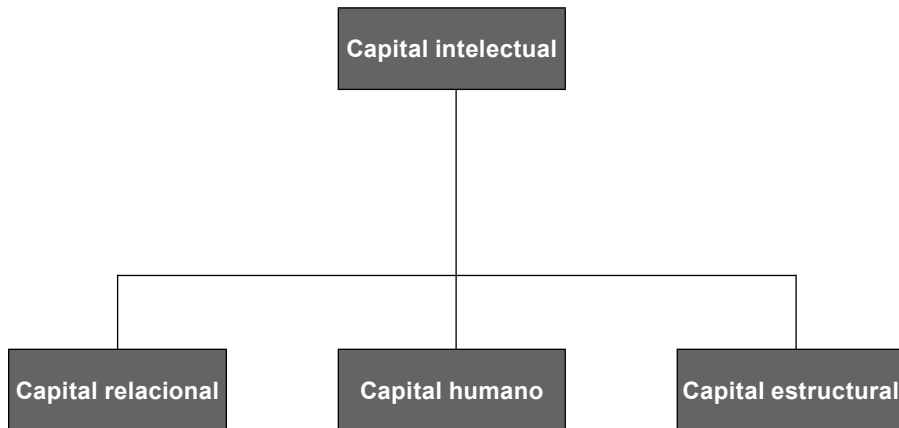 Capital intelectual
Capital relacional
Capital humano
Capital estructural